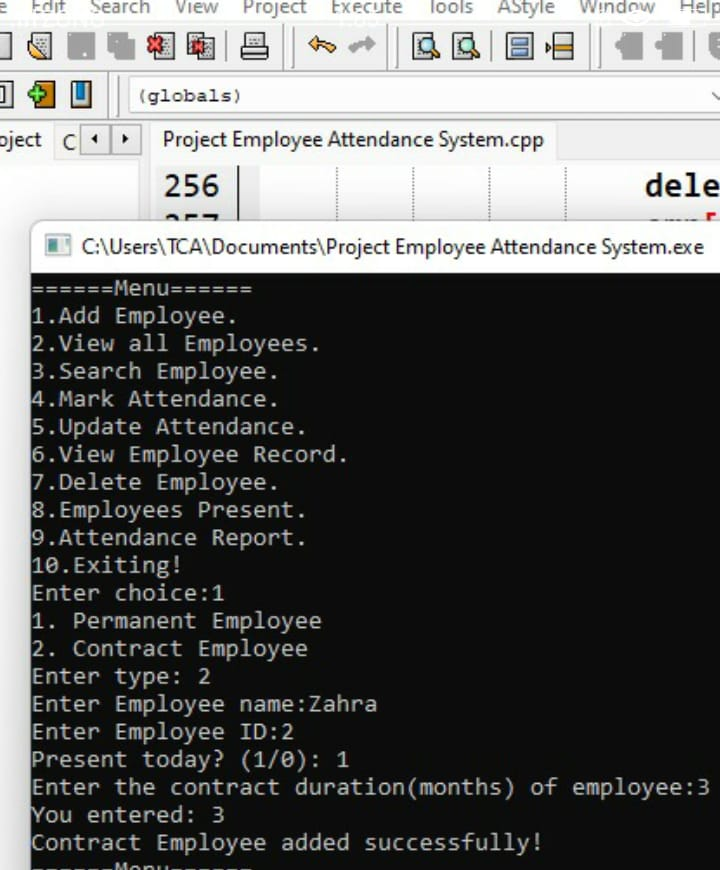 Edit Search View Project Execute Tools AStyle Window Help
(globals)
Project Employee Attendance System.cpp
256 dele
257
C:\Users\TCA\Documents\Project Employee Attendance System.exe
======Menu======
1.Add Employee.
2.View all Employees.
3.Search Employee.
4.Mark Attendance.
5.Update Attendance.
6.View Employee Record.
7.Delete Employee.
8.Employees Present.
9.Attendance Report.
10.Exiting!
Enter choice:1
1. Permanent Employee
2. Contract Employee
Enter type: 2
Enter Employee name:Zahra
Enter Employee ID:2
Present today? (1/0): 1
Enter the contract duration(months) of employee:3
You entered: 3
Contract Employee added successfully!
======Menu======